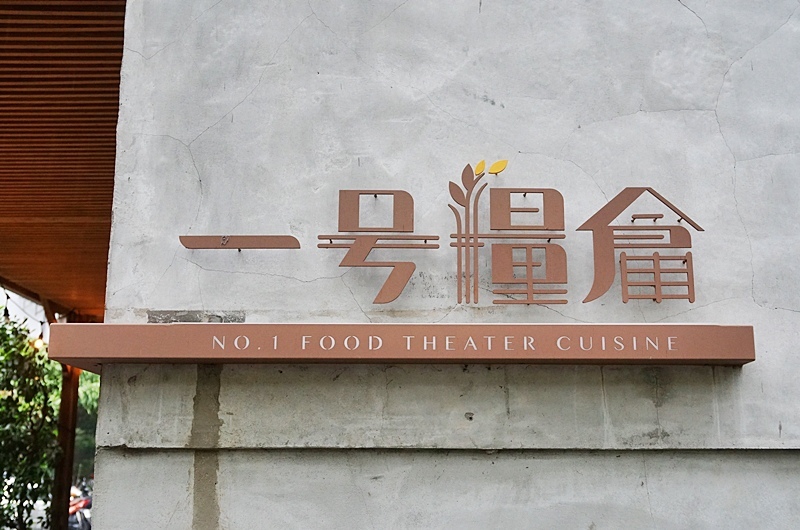 一号糧倉
NO.1 FOOD THEATER CUISINE